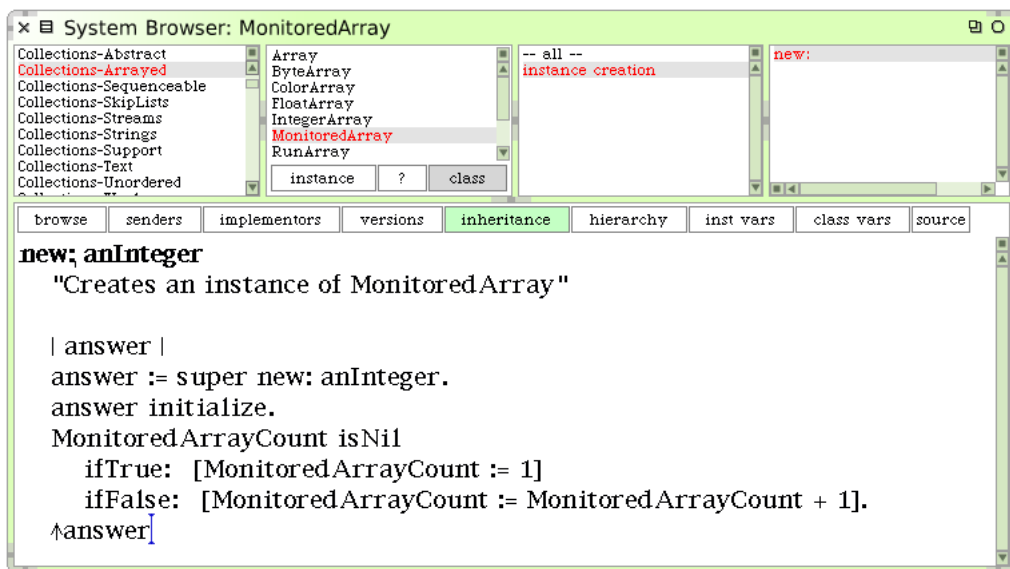 System Browser: MonitoredArray
Collections-Abstract
Collections-Arrayed
Collections-Sequenceable
Collections-SkipLists
Collections-Streams
Collections-Strings
Collections-Support
Collections-Text
Collections-Unordered
Array
ByteArray
ColorArray
FloatArray
IntegerArray
MonitoredArray
RunArray
instance ? class
-- all --
instance creation
new:
browse senders implementors versions inheritance hierarchy inst vars class vars source
new: anInteger
"Creates an instance of MonitoredArray"
| answer |
answer := super new: anInteger.
answer initialize.
MonitoredArrayCount isNil
ifTrue: [MonitoredArrayCount := 1]
ifFalse: [MonitoredArrayCount := MonitoredArrayCount + 1].
↑answer